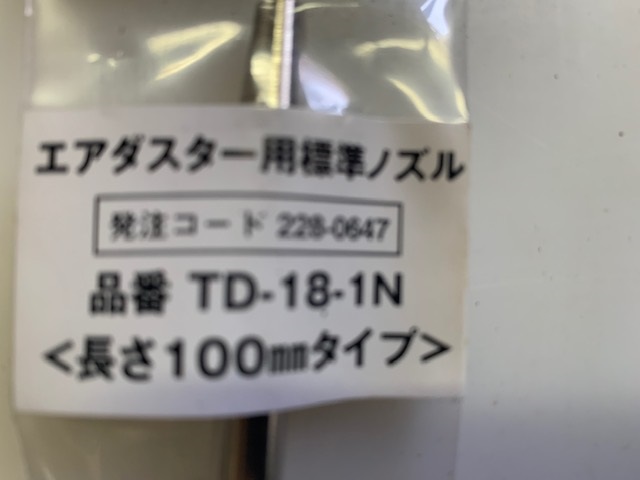 エアダスター用標準ノズル
発注コード 228-0647
品番 TD-18-1N
<長さ100㎜タイプ>